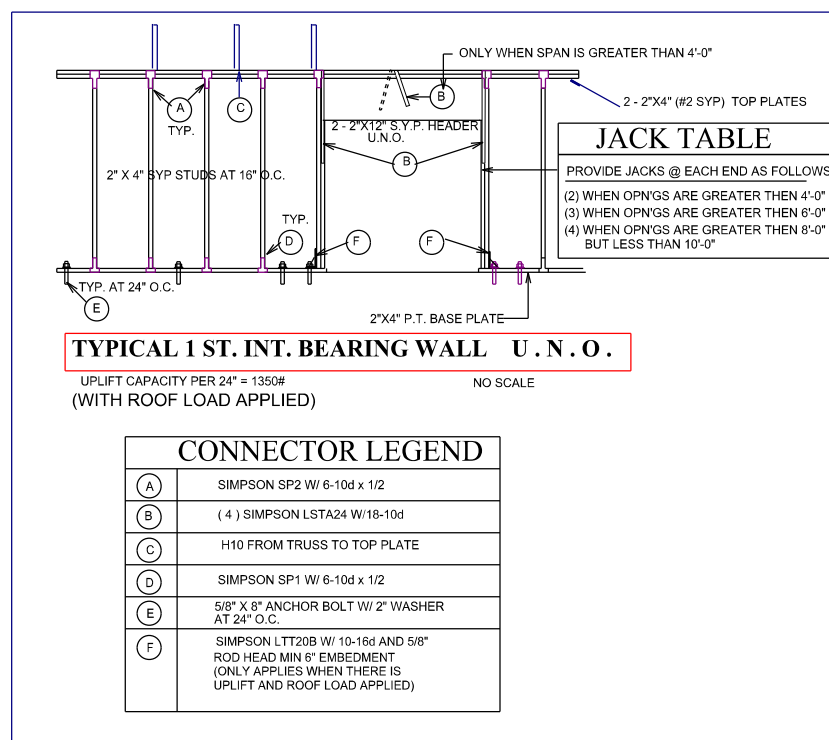 ONLY WHEN SPAN IS GREATER THAN 4'-0"
B
A
C
TYP.
2 - 2"X4" (#2 SYP) TOP PLATES
2 - 2"X12" S.Y.P. HEADER
U.N.O.
B
2" X 4" SYP STUDS AT 16" O.C.
JACK TABLE
PROVIDE JACKS @ EACH END AS FOLLOWS
(2) WHEN OPN'GS ARE GREATER THEN 4'-0"
(3) WHEN OPN'GS ARE GREATER THEN 6'-0"
(4) WHEN OPN'GS ARE GREATER THEN 8'-0"
BUT LESS THAN 10'-0"
TYP.
D
F
F
TYP. AT 24" O.C.
E
2"X4" P.T. BASE PLATE
TYPICAL 1 ST. INT. BEARING WALL U . N . O .
UPLIFT CAPACITY PER 24" = 1350#
NO SCALE
(WITH ROOF LOAD APPLIED)
CONNECTOR LEGEND
A SIMPSON SP2 W/ 6-10d x 1/2
B ( 4 ) SIMPSON LSTA24 W/18-10d
C H10 FROM TRUSS TO TOP PLATE
D SIMPSON SP1 W/ 6-10d x 1/2
E 5/8" X 8" ANCHOR BOLT W/ 2" WASHER
AT 24" O.C.
F SIMPSON LTT20B W/ 10-16d AND 5/8"
ROD HEAD MIN 6" EMBEDMENT
(ONLY APPLIES WHEN THERE IS
UPLIFT AND ROOF LOAD APPLIED)